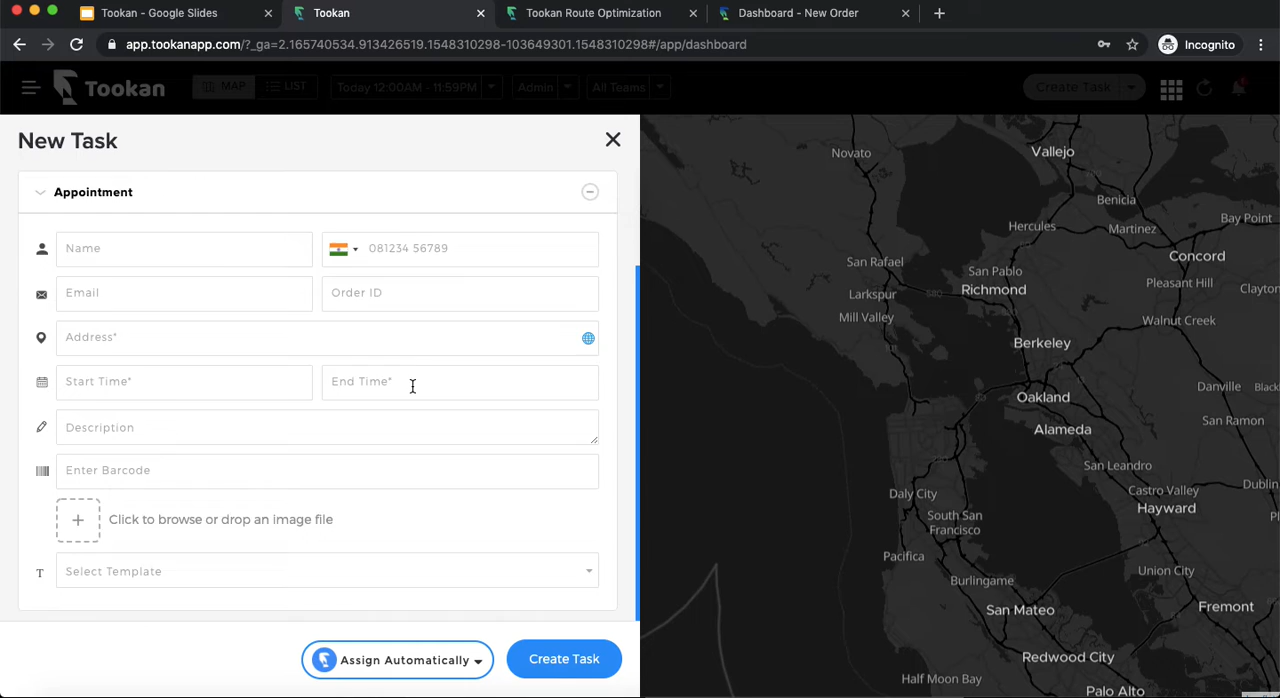 Tookan - Google Slides
Tookan
Tookan Route Optimization
Dashboard - New Order
app.tookanapp.com/?_ga=2.165740534.913426519.1548310298-103649301.1548310298#/app/dashboard
Incognito
Tookan
MAP
LIST
Today 12:00AM - 11:59PM
Admin
All Teams
Create Task
New Task
Appointment
Name
081234 56789
Email
Order ID
Address*
Start Time*
End Time*
Description
Enter Barcode
Click to browse or drop an image file
T
Select Template
Assign Automatically
Create Task
Novato
Vallejo
Benicia
Hercules
Martinez
Bay Point
San Rafael
San Pablo
Richmond
Concord
Pleasant Hill
Clayton
Larkspur
580
Mill Valley
Walnut Creek
Berkeley
Oakland
Danville
Black
Alameda
San Ramon
San Leandro
Castro Valley
Dublin
Daly City
Hayward
South San
Francisco
Pacifica
Union City
Burlingame
San Mateo
Fremont
Redwood City
Half Moon Bay
Palo Alto